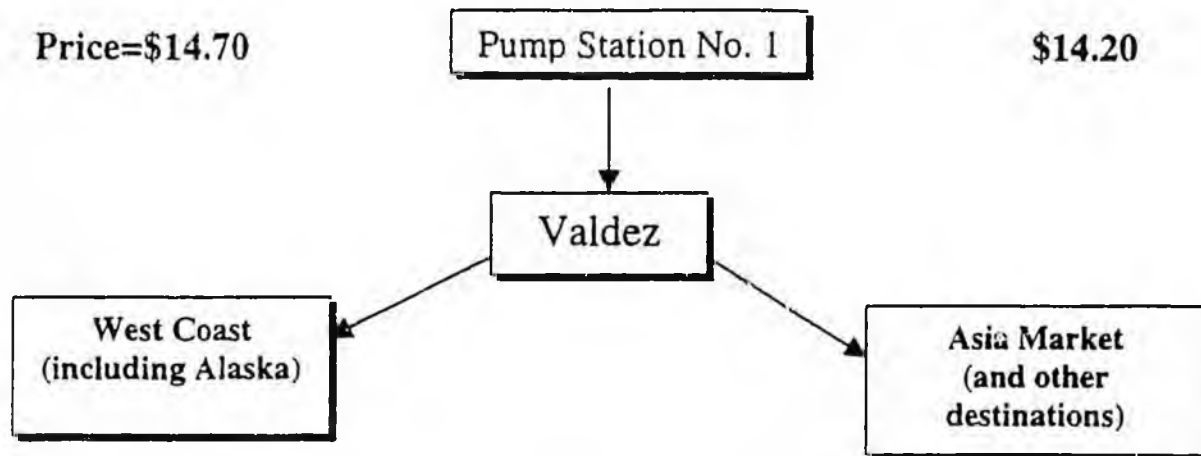 Price=$14.70
Pump Station No. 1
$14.20
Valdez
West Coast
(including Alaska)
Asia Market
(and other
destinations)